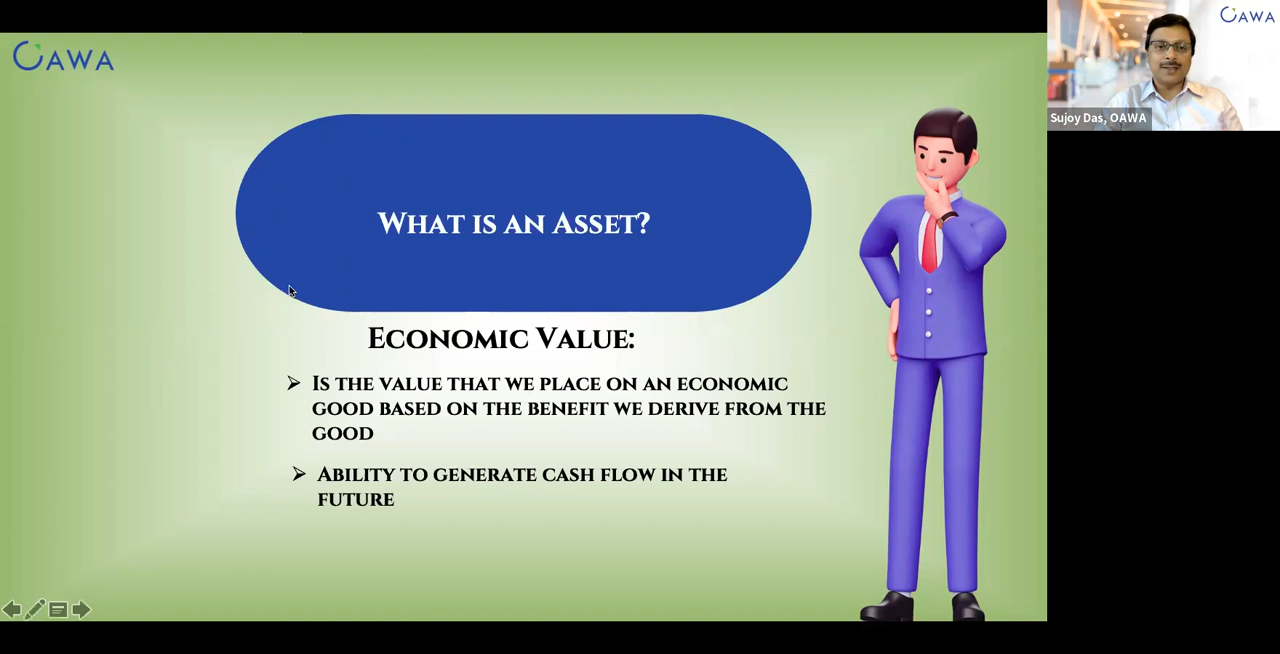 OAWA
OAWA
Sujoy Das, OAWA
What is an Asset?
Economic Value:
Is the value that we place on an economic
good based on the benefit we derive from the
good
Ability to generate cash flow in the
future